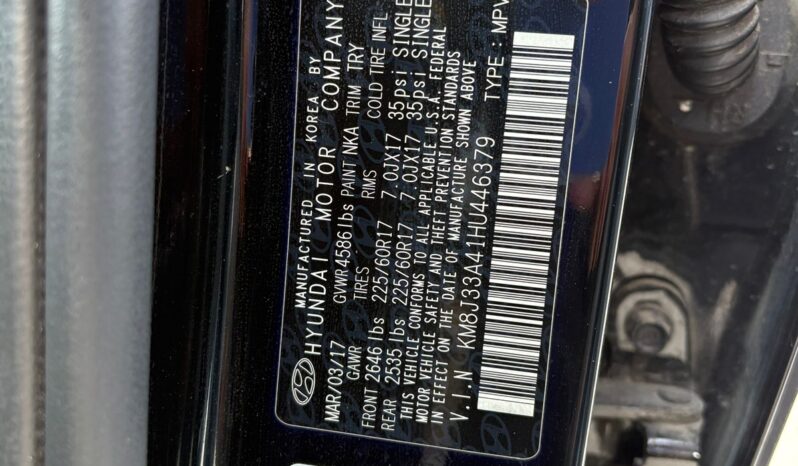 MANUFACTURED IN KOREA BY
HYUNDAI MOTOR COMPANY
MAR/03/17 GVWR 4586 lbs PAINT NKA TRIM TRY
GAWR TIRES RIMS COLD TIRE INFL
FRONT 2646 lbs 225/60R17 7.0JX17 35psi SINGLE
REAR 2535 lbs 225/60R17 7.0JX17 35psi SINGLE
THIS VEHICLE CONFORMS TO ALL APPLICABLE U.S.A. FEDERAL
MOTOR VEHICLE SAFETY AND THEFT PREVENTION STANDARDS
IN EFFECT ON THE DATE OF MANUFACTURE SHOWN ABOVE
V.I.N. KM8J33A41HU446379 TYPE : MPV